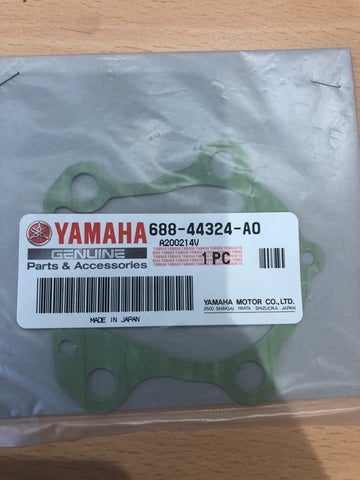 YAMAHA 688-44324-A0
GENUINE A200214V
Parts & Accessories 1 PC
YAMAHA MOTOR CO., LTD.
2500 SHINGAI, IWATA SHIZUOKA JAPAN
MADE IN JAPAN